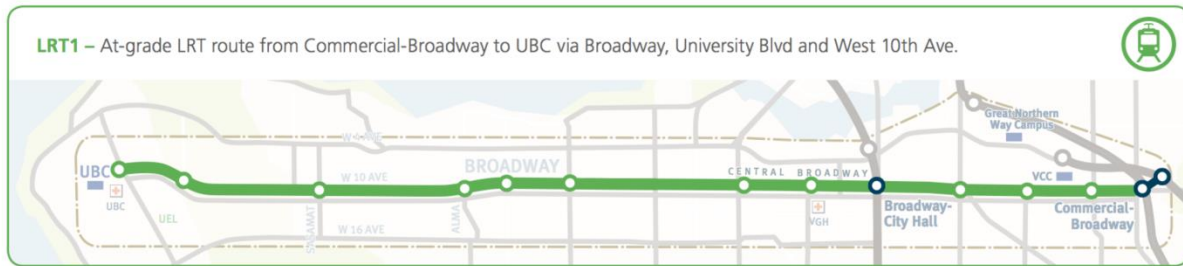 LRT1 – At-grade LRT route from Commercial-Broadway to UBC via Broadway, University Blvd and West 10th Ave.
Great Northern
Way Campus
W 4 AVE
BROADWAY
UBC
W 10 AVE
CENTRAL BROADWAY
VCC
UBC
UEL
SASAMAT
ALMA
VGH
Broadway-
City Hall
Commercial-
Broadway
W 16 AVE